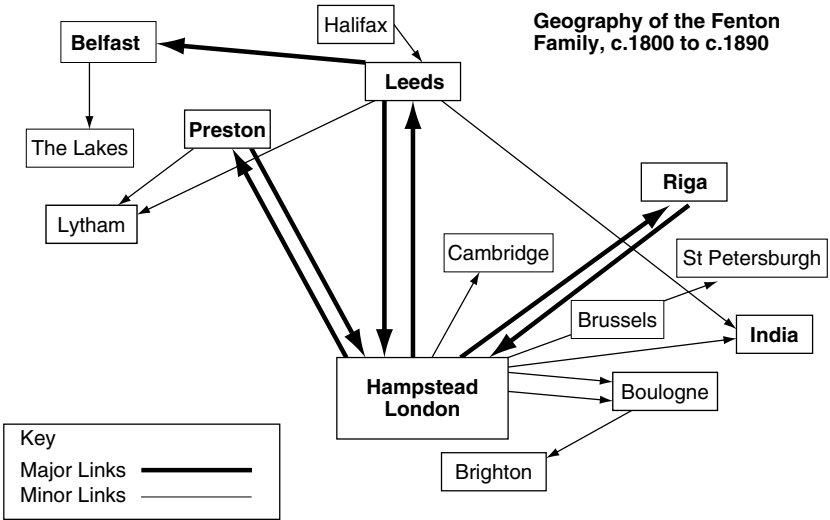 Geography of the Fenton
Family, c.1800 to c.1890
Halifax
Belfast
Leeds
Preston
The Lakes
Riga
Lytham
Cambridge
St Petersburgh
Brussels
India
Hampstead
London
Boulogne
Brighton
Key
Major Links
Minor Links